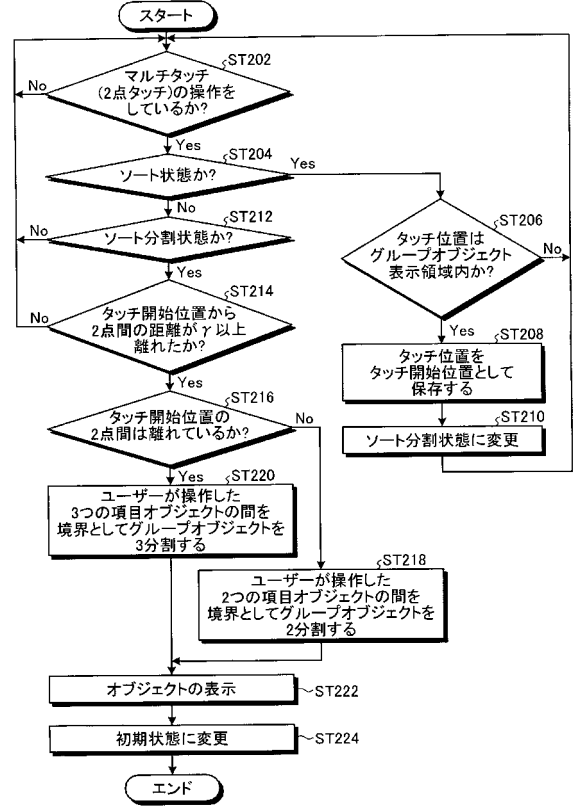 スタート
ST202
マルチタッチ
(2点タッチ)の操作を
しているか?
No
Yes
ST204
ソート状態か?
Yes
No
ST212
ソート分割状態か?
No
Yes
ST206
タッチ位置は
グループオブジェクト
表示領域内か?
No
Yes
ST208
タッチ位置を
タッチ開始位置として
保存する
ST210
ソート分割状態に変更
ST214
タッチ開始位置から
2点間の距離がγ以上
離れたか?
No
Yes
ST216
タッチ開始位置の
2点間は離れているか?
No
Yes
ST220
ユーザーが操作した
3つの項目オブジェクトの間を
境界としてグループオブジェクトを
3分割する
ST218
ユーザーが操作した
2つの項目オブジェクトの間を
境界としてグループオブジェクトを
2分割する
オブジェクトの表示
ST222
初期状態に変更
ST224
エンド